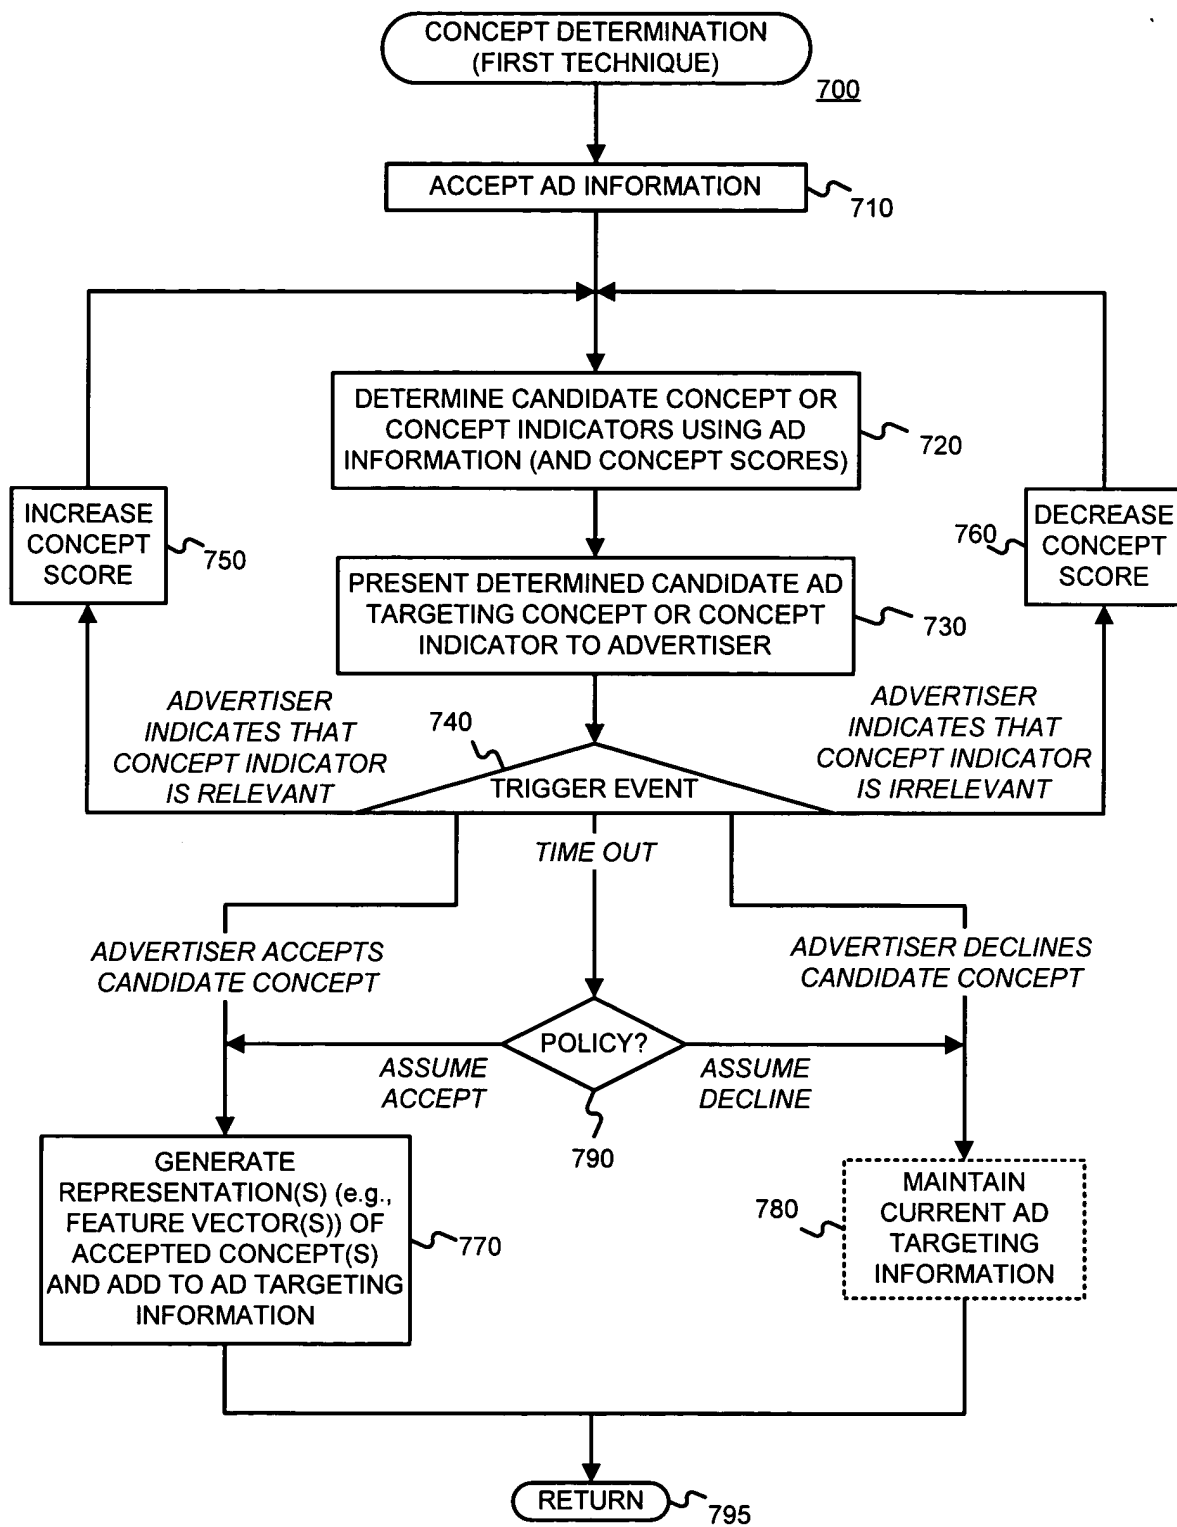 CONCEPT DETERMINATION
(FIRST TECHNIQUE)
700
ACCEPT AD INFORMATION
710
DETERMINE CANDIDATE CONCEPT OR
CONCEPT INDICATORS USING AD
INFORMATION (AND CONCEPT SCORES)
720
INCREASE
CONCEPT
SCORE
750
DECREASE
CONCEPT
SCORE
760
PRESENT DETERMINED CANDIDATE AD
TARGETING CONCEPT OR CONCEPT
INDICATOR TO ADVERTISER
730
ADVERTISER
INDICATES THAT
CONCEPT INDICATOR
IS RELEVANT
740
TRIGGER EVENT
ADVERTISER
INDICATES THAT
CONCEPT INDICATOR
IS IRRELEVANT
TIME OUT
ADVERTISER ACCEPTS
CANDIDATE CONCEPT
ADVERTISER DECLINES
CANDIDATE CONCEPT
POLICY?
ASSUME
ACCEPT
ASSUME
DECLINE
790
GENERATE
REPRESENTATION(S) (e.g.,
FEATURE VECTOR(S)) OF
ACCEPTED CONCEPT(S)
AND ADD TO AD TARGETING
INFORMATION
770
780
MAINTAIN
CURRENT AD
TARGETING
INFORMATION
RETURN
795